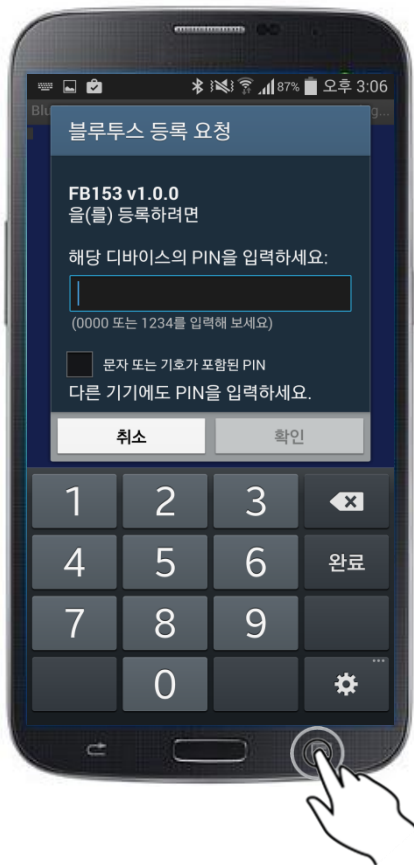 87% 오후 3:06
Blu
g...
블루투스 등록 요청
FB153 v1.0.0
을(를) 등록하려면
해당 디바이스의 PIN을 입력하세요:
(0000 또는 1234를 입력해 보세요)
문자 또는 기호가 포함된 PIN
다른 기기에도 PIN을 입력하세요.
취소 확인
1 2 3
4 5 6 완료
7 8 9
0